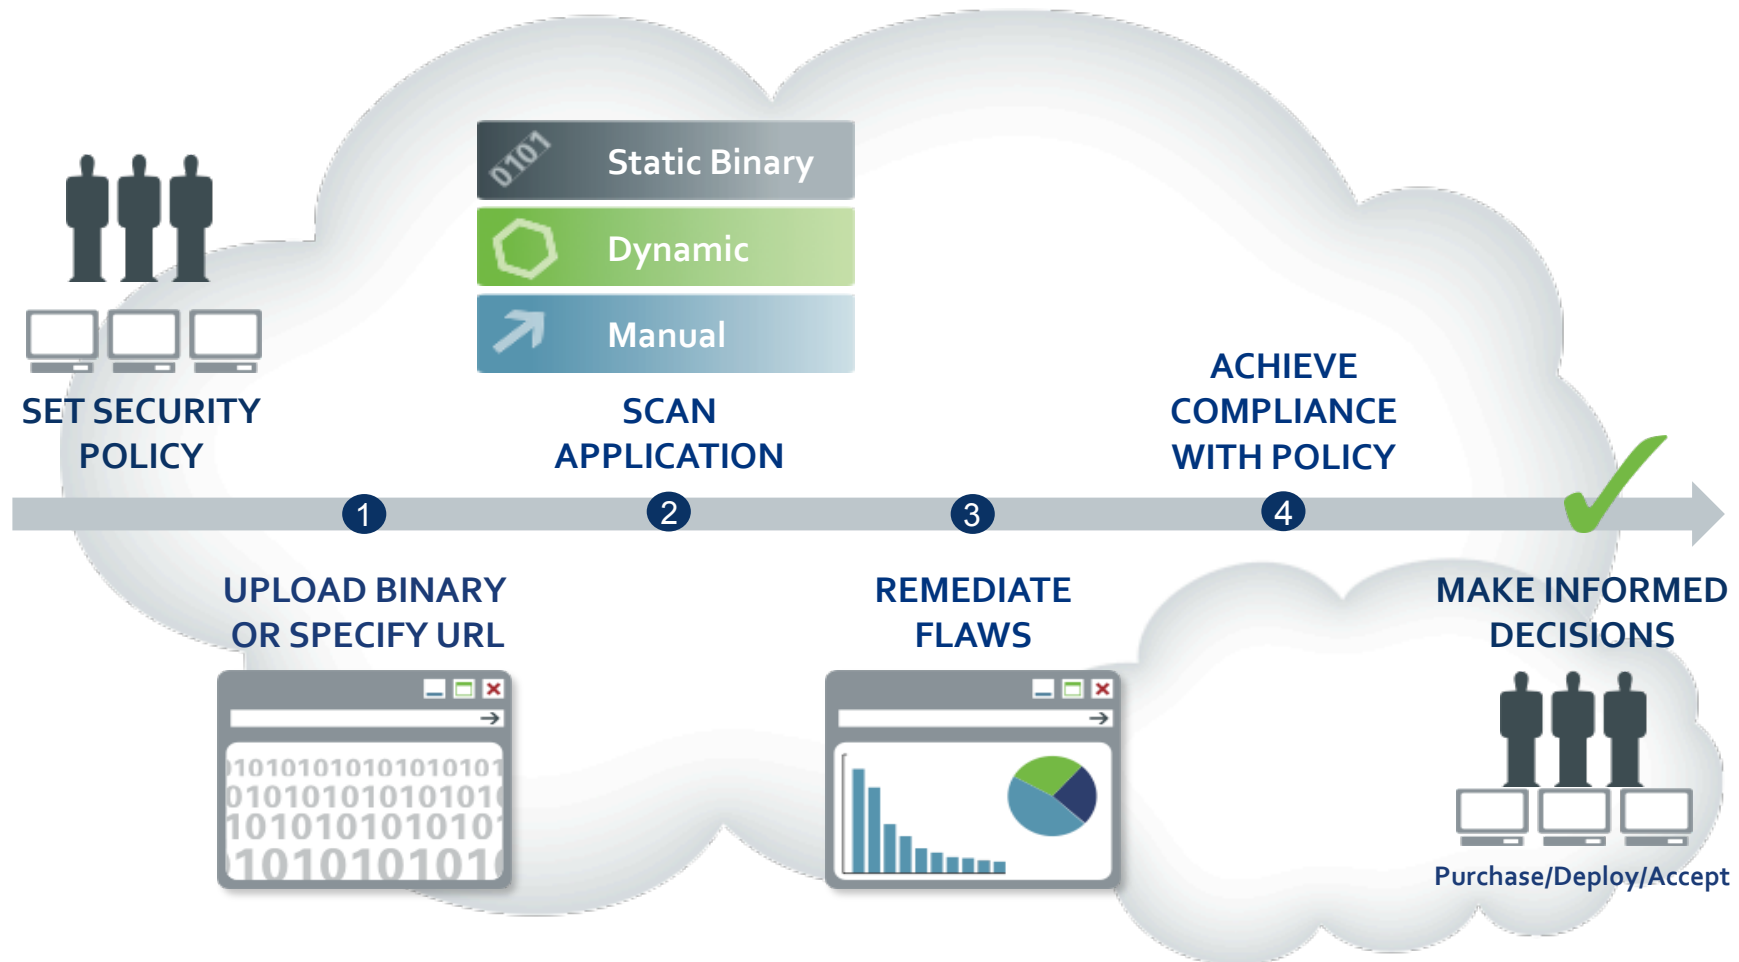 0101
Static Binary
Dynamic
Manual
SET SECURITY
POLICY
SCAN
APPLICATION
ACHIEVE
COMPLIANCE
WITH POLICY
1
2
3
4
UPLOAD BINARY
OR SPECIFY URL
REMEDIATE
FLAWS
MAKE INFORMED
DECISIONS
Purchase/Deploy/Accept